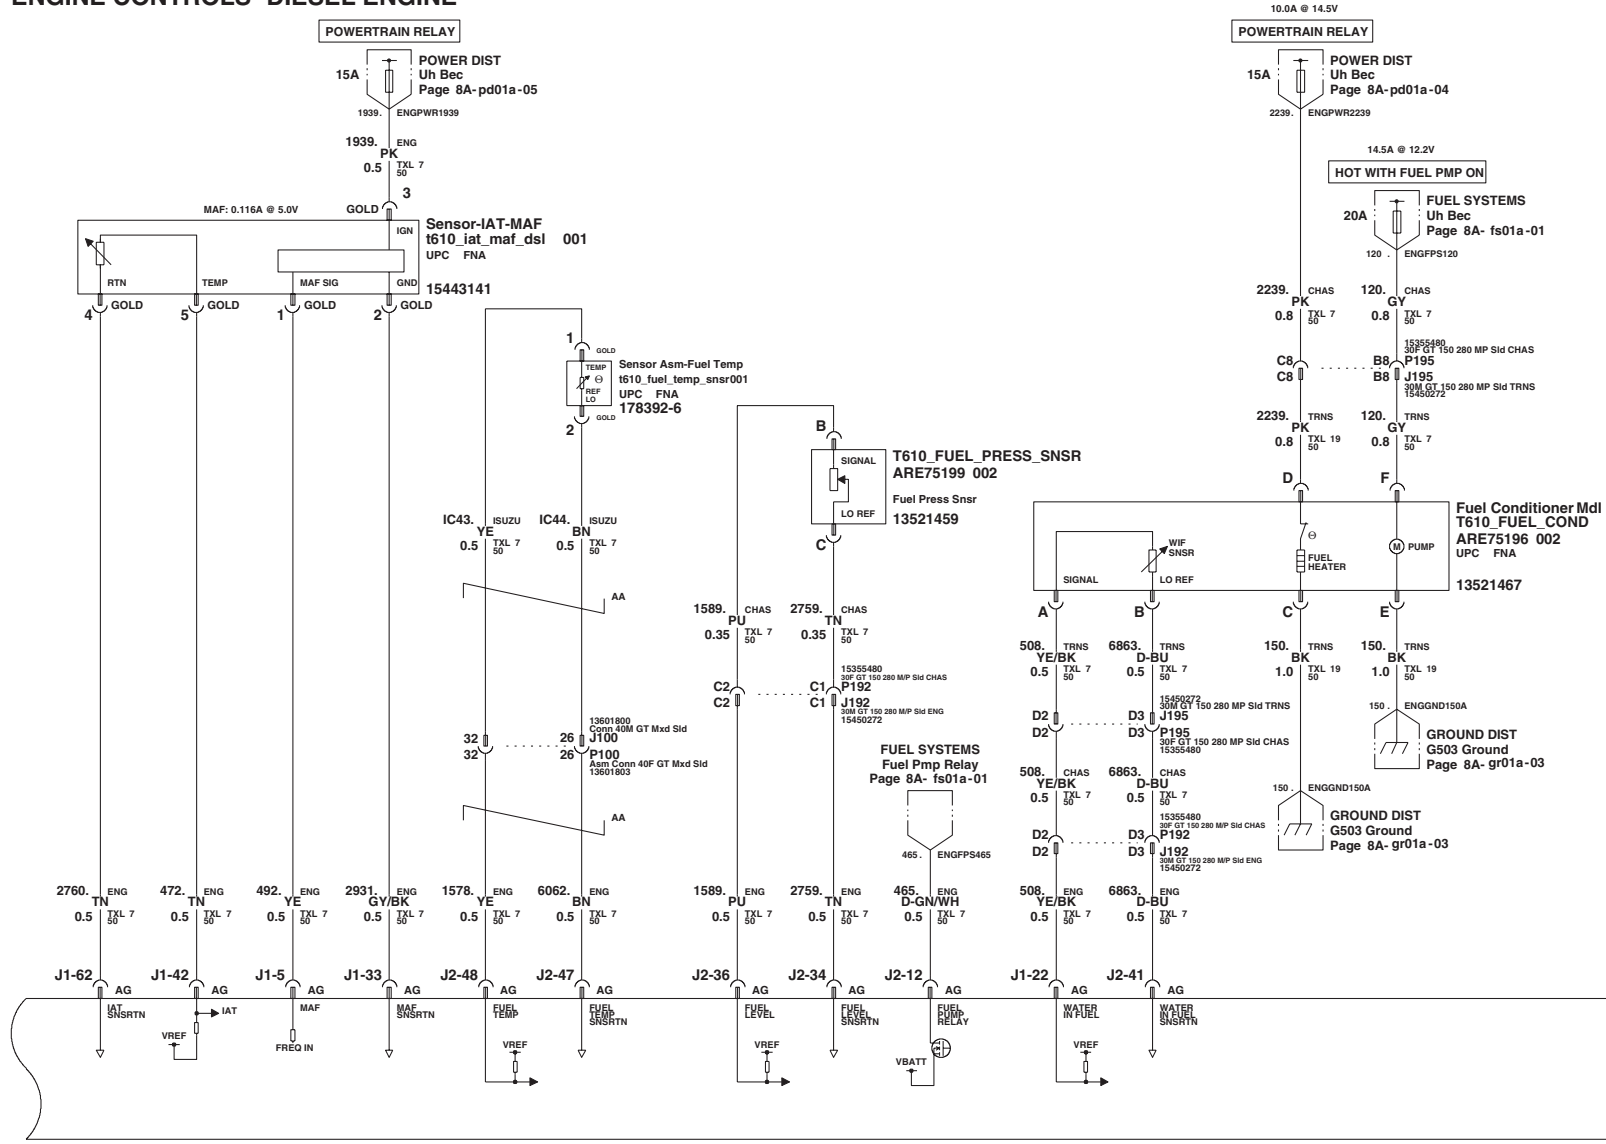 ENGINE CONTROLS DIESEL ENGINE
POWERTRAIN RELAY
15A
POWER DIST
Uh Bec
Page 8A-pd01a-05
1939. ENGPWR1939
1939. ENG
PK
0.5 TXL 7
50
3
MAF: 0.116A @ 5.0V
GOLD
IGN
Sensor-IAT-MAF
t610_iat_maf_dsl 001
UPC FNA
15443141
RTN TEMP MAF SIG GND
4 GOLD 5 GOLD 1 GOLD 2 GOLD
1 GOLD
TEMP
REF
LO
Sensor Asm-Fuel Temp
t610_fuel_temp_snsr001
UPC FNA
178392-6
2 GOLD
IC43. ISUZU
YE
0.5 TXL 7
50
IC44. ISUZU
BN
0.5 TXL 7
50
AA
13601800
Conn 40M GT Mxd Sld
32 26 J100
32 26 P100
Asm Conn 40F GT Mxd Sld
13601803
AA
B
SIGNAL
LO REF
T610_FUEL_PRESS_SNSR
ARE75199 002
Fuel Press Snsr
13521459
C
1589. CHAS
PU
0.35 TXL 7
50
2759. CHAS
TN
0.35 TXL 7
50
15355480
30F GT 150 280 M/P Sld CHAS
C2 C1 P192
C2 C1 J192
30M GT 150 280 M/P Sld ENG
15450272
FUEL SYSTEMS
Fuel Pmp Relay
Page 8A- fs01a-01
465. ENGFPS465
10.0A @ 14.5V
POWERTRAIN RELAY
15A
POWER DIST
Uh Bec
Page 8A-pd01a-04
2239. ENGPWR2239
14.5A @ 12.2V
HOT WITH FUEL PMP ON
20A
FUEL SYSTEMS
Uh Bec
Page 8A- fs01a-01
120 . ENGFPS120
2239. CHAS
PK
0.8 TXL 7
50
120. CHAS
GY
0.8 TXL 7
50
15355480
30F GT 150 280 MP Sld CHAS
C8 B8 P195
C8 B8 J195
30M GT 150 280 MP Sld TRNS
15450272
2239. TRNS
PK
0.8 TXL 19
50
120. TRNS
GY
0.8 TXL 7
50
D F
WIF
SNSR
SIGNAL LO REF
FUEL
HEATER
M PUMP
Fuel Conditioner Mdl
T610_FUEL_COND
ARE75196 002
UPC FNA
13521467
A B C E
508. TRNS
YE/BK
0.5 TXL 7
50
6863. TRNS
D-BU
0.5 TXL 7
50
150. TRNS
BK
1.0 TXL 19
50
150. TRNS
BK
1.0 TXL 19
50
15450272
30M GT 150 280 MP Sld TRNS
D2 D3 J195
D2 D3 P195
30F GT 150 280 MP Sld CHAS
15355480
150 . ENGGND150A
GROUND DIST
G503 Ground
Page 8A- gr01a-03
508. CHAS
YE/BK
0.5 TXL 7
50
6863. CHAS
D-BU
0.5 TXL 7
50
150 . ENGGND150A
GROUND DIST
G503 Ground
Page 8A- gr01a-03
15355480
30F GT 150 280 M/P Sld CHAS
D2 D3 P192
D2 D3 J192
30M GT 150 280 M/P Sld ENG
15450272
2760. ENG
TN
0.5 TXL 7
50
472. ENG
TN
0.5 TXL 7
50
492. ENG
YE
0.5 TXL 7
50
2931. ENG
GY/BK
0.5 TXL 7
50
1578. ENG
YE
0.5 TXL 7
50
6062. ENG
BN
0.5 TXL 7
50
1589. ENG
PU
0.5 TXL 7
50
2759. ENG
TN
0.5 TXL 7
50
465. ENG
D-GN/WH
0.5 TXL 7
50
508. ENG
YE/BK
0.5 TXL 7
50
6863. ENG
D-BU
0.5 TXL 7
50
J1-62 J1-42 J1-5 J1-33 J2-48 J2-47 J2-36 J2-34 J2-12 J1-22 J2-41
AG AG AG AG AG AG AG AG AG AG AG
IAT
SNSRTN
IAT
VREF
MAF
FREQ IN
MAF
SNSRTN
FUEL
TEMP
VREF
FUEL
TEMP
SNSRTN
FUEL
LEVEL
VREF
FUEL
LEVEL
SNSRTN
FUEL
PUMP
RELAY
VBATT
WATER
IN FUEL
VREF
WATER
IN FUEL
SNSRTN